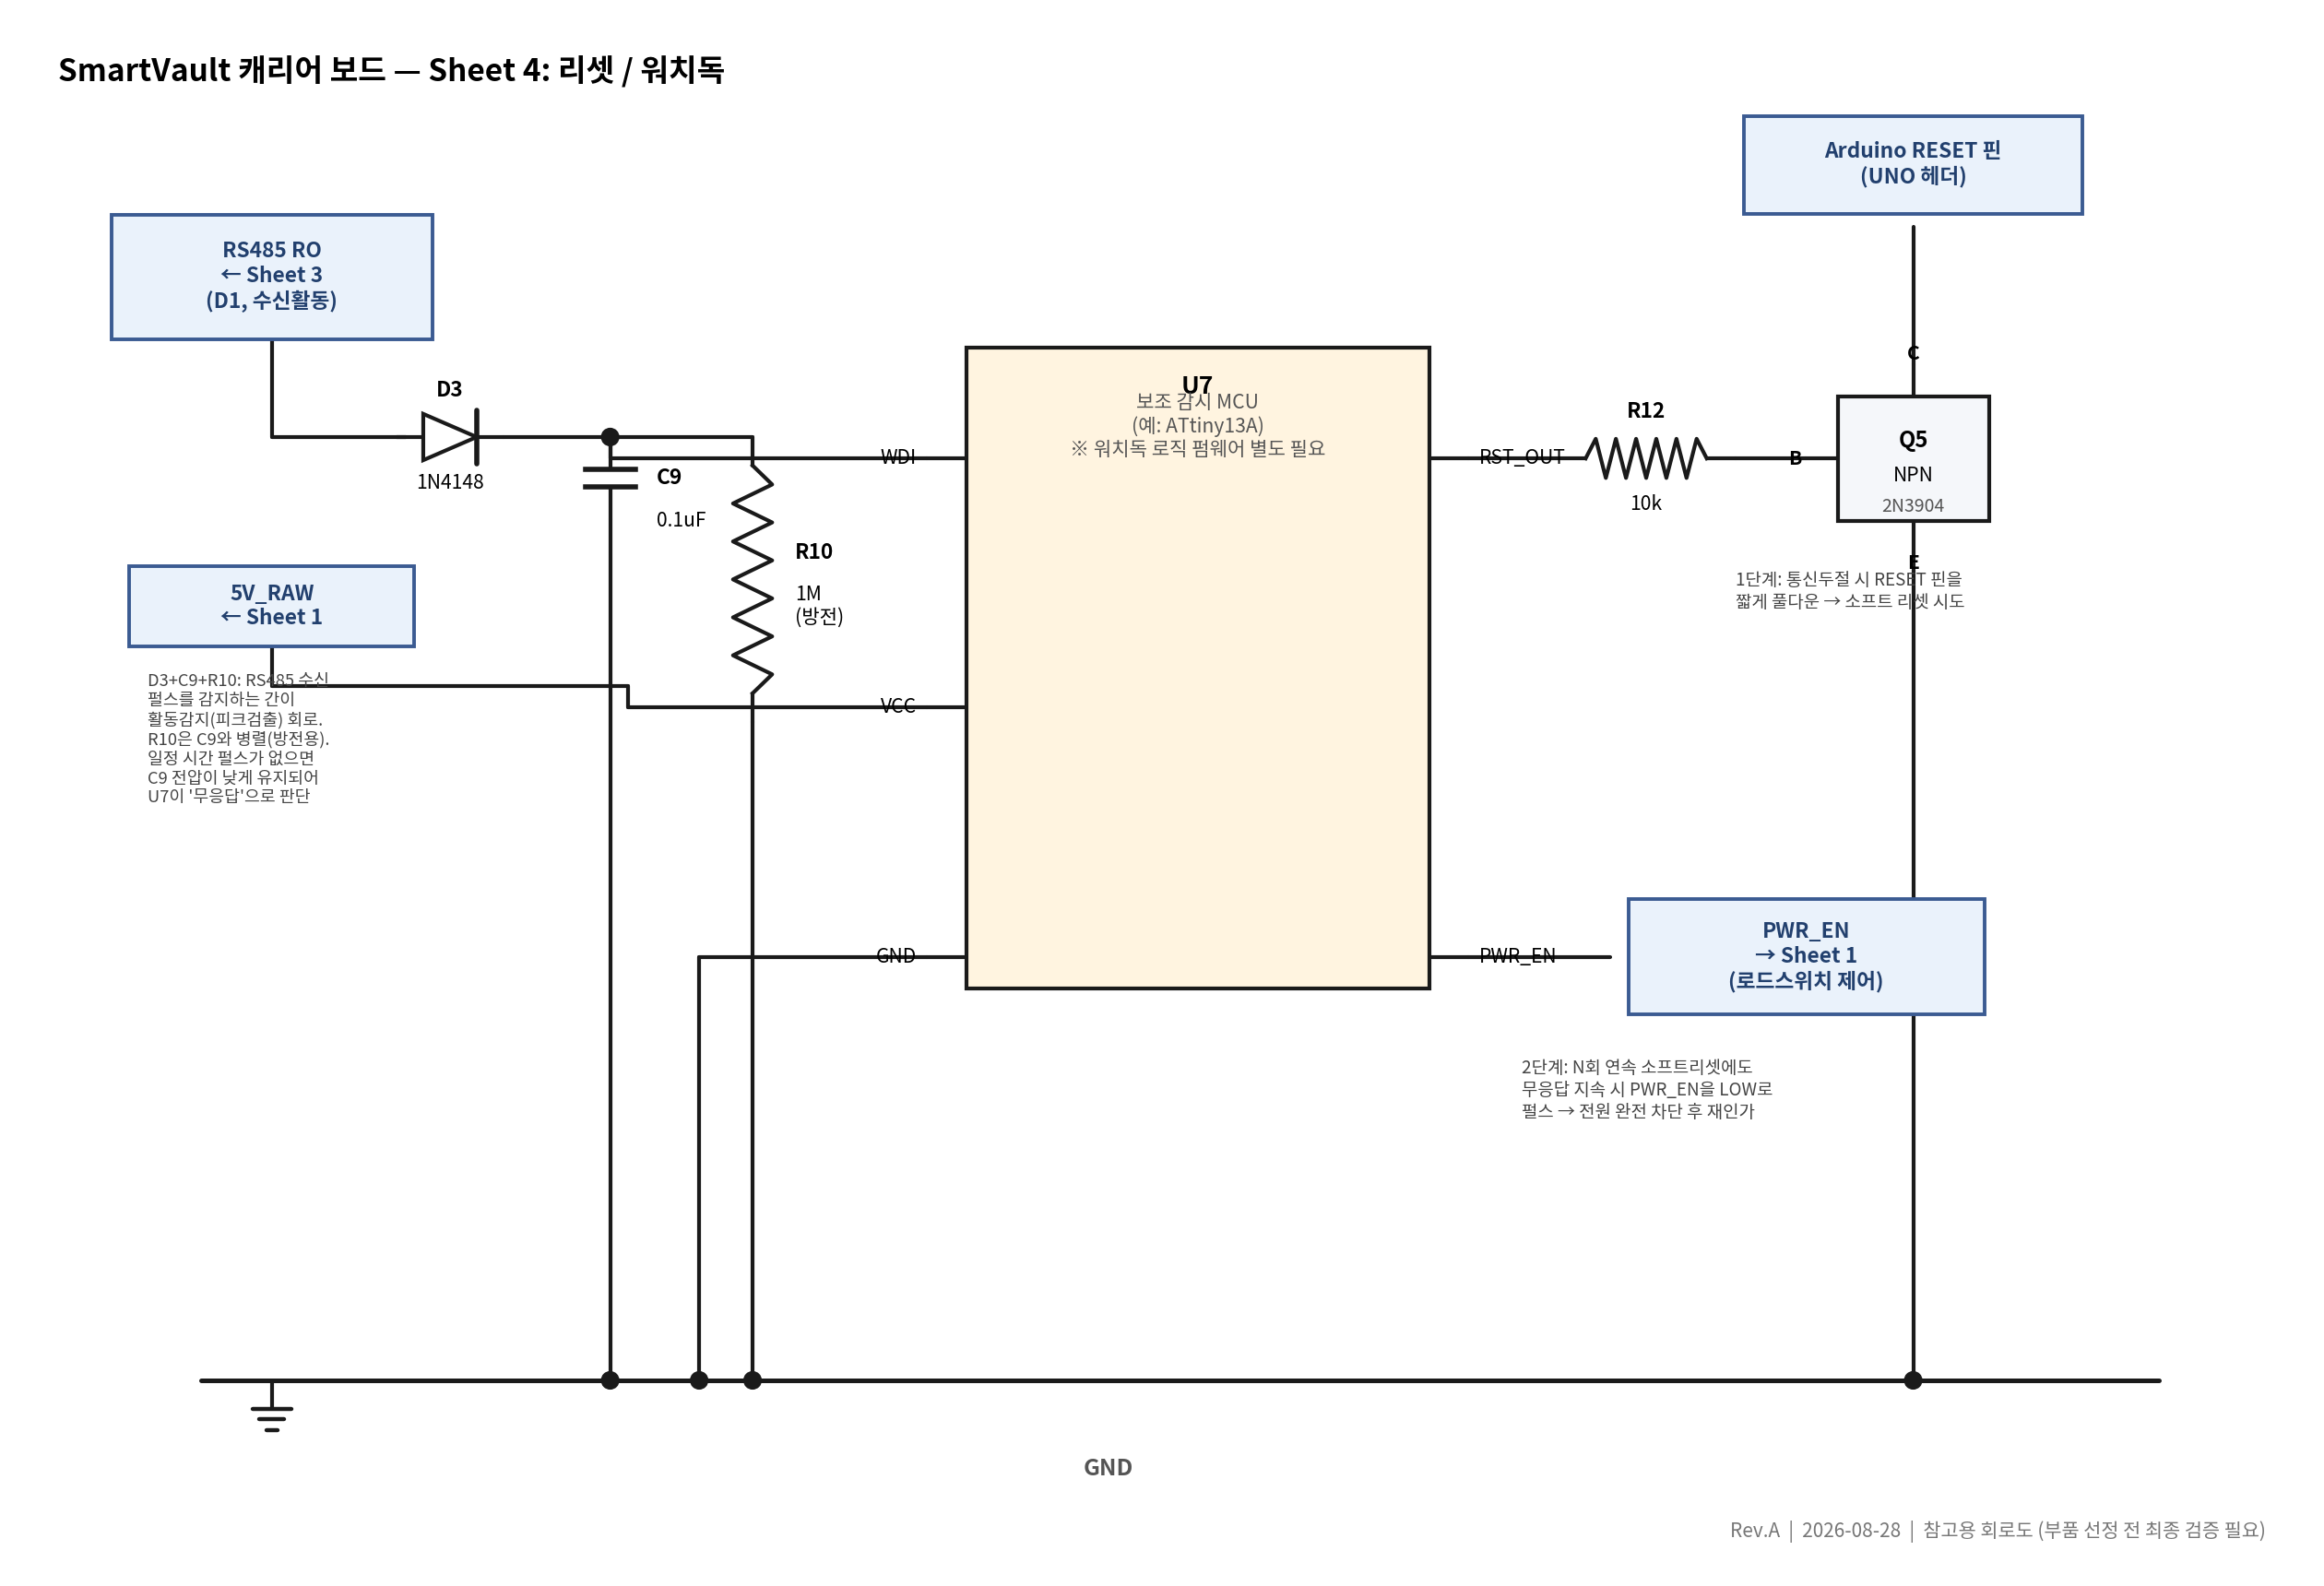 SmartVault 캐리어 보드 — Sheet 4: 리셋 / 워치독
Arduino RESET 핀
(UNO 헤더)
RS485 RO
← Sheet 3
(D1, 수신활동)
D3
1N4148
C9
0.1uF
R10
1M
(방전)
5V_RAW
← Sheet 1
D3+C9+R10: RS485 수신
펄스를 감지하는 간이
활동감지(피크검출) 회로.
R10은 C9와 병렬(방전용).
일정 시간 펄스가 없으면
C9 전압이 낮게 유지되어
U7이 '무응답'으로 판단
WDI
VCC
GND
U7
보조 감시 MCU
(예: ATtiny13A)
※ 워치독 로직 펌웨어 별도 필요
RST_OUT
PWR_EN
R12
10k
B
C
Q5
NPN
2N3904
E
1단계: 통신두절 시 RESET 핀을
짧게 풀다운 → 소프트 리셋 시도
PWR_EN
→ Sheet 1
(로드스위치 제어)
2단계: N회 연속 소프트리셋에도
무응답 지속 시 PWR_EN을 LOW로
펄스 → 전원 완전 차단 후 재인가
GND
Rev.A | 2026-08-28 | 참고용 회로도 (부품 선정 전 최종 검증 필요)